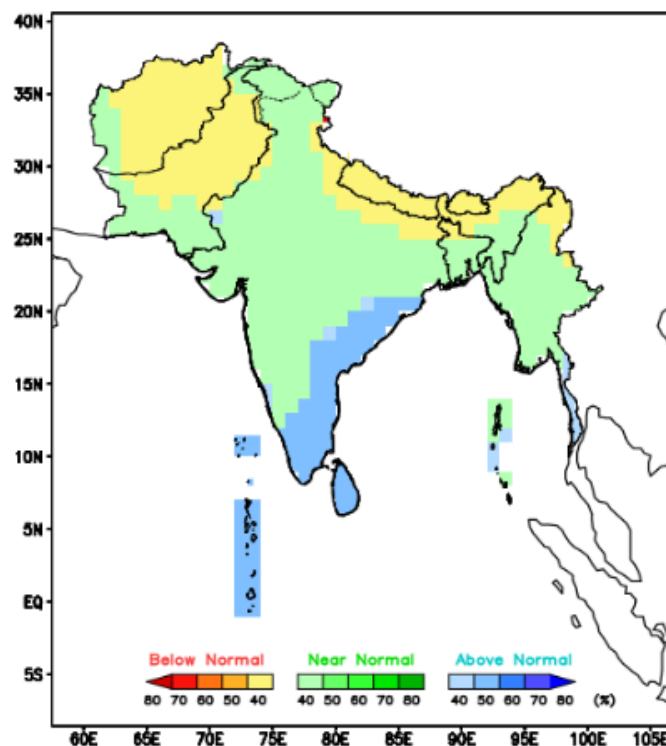 40N
35N
30N
25N
20N
15N
10N
5N
EQ
5S
Below Normal Near Normal Above Normal
80 70 60 50 40 40 50 60 70 80 40 50 60 70 80 (%)
60E 65E 70E 75E 80E 85E 90E 95E 100E 105E